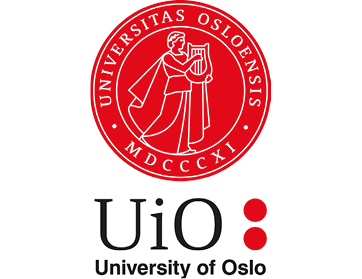 UNIVERSITAS OSLOENSIS
MDCCCXI
UiO:
University of Oslo